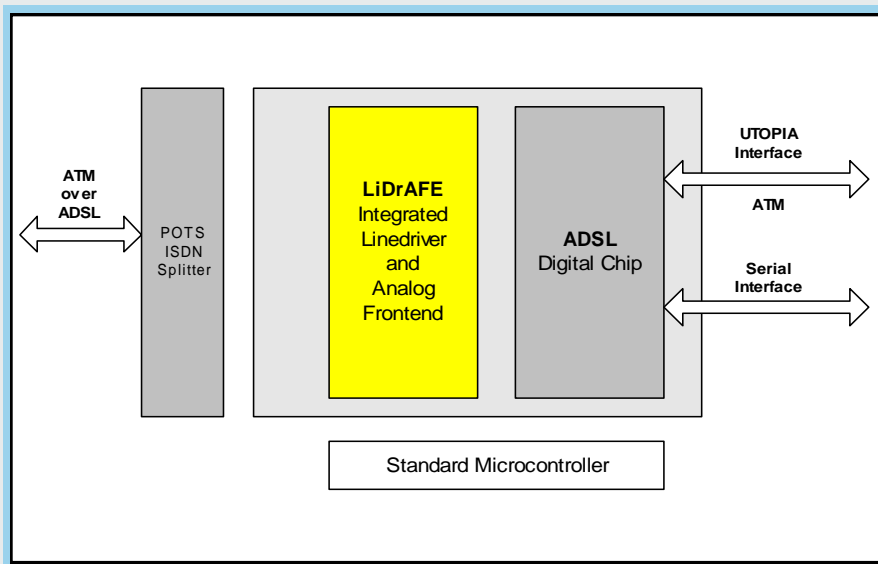 ATM
over
ADSL
POTS
ISDN
Splitter
LiDrAFE
Integrated
Linedriver
and
Analog
Frontend
ADSL
Digital Chip
UTOPIA
Interface
ATM
Serial
Interface
Standard Microcontroller